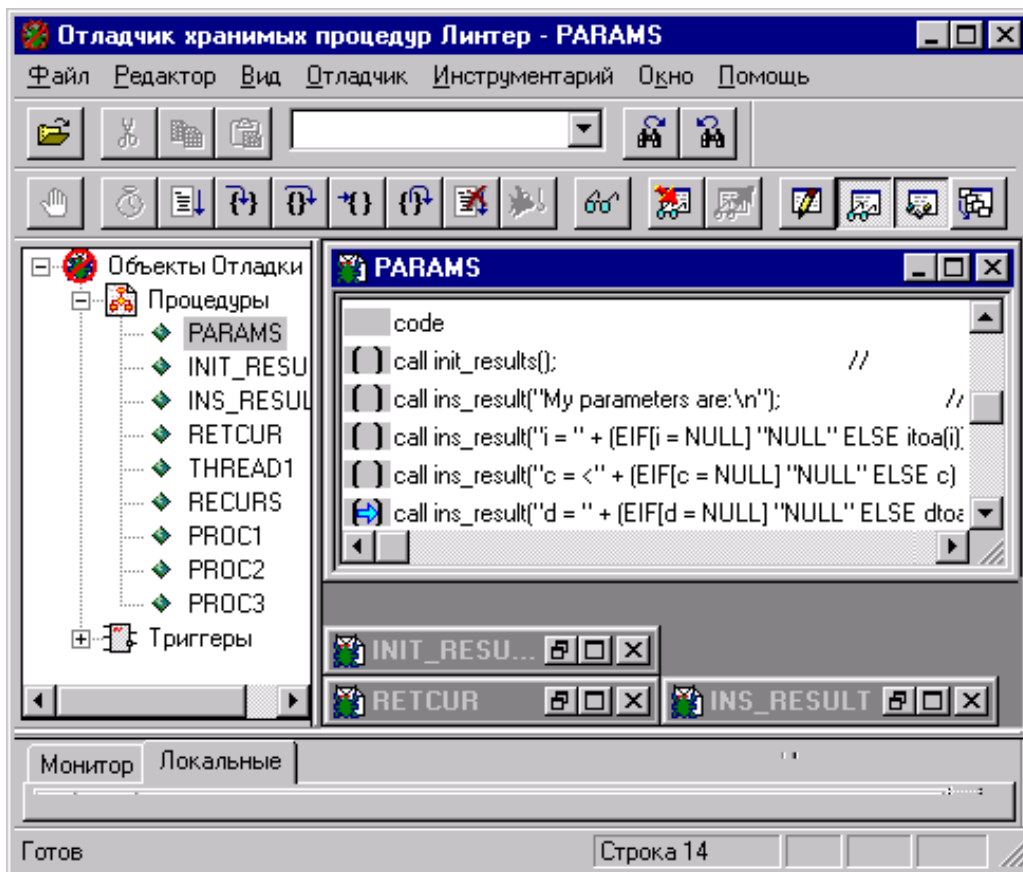 Отладчик хранимых процедур Линтер - PARAMS
Файл Редактор Вид Отладчик Инструментарий Окно Помощь
Объекты Отладки
Процедуры
PARAMS
INIT_RESU
INS_RESUL
RETCUR
THREAD1
RECURS
PROC1
PROC2
PROC3
Триггеры
PARAMS
code
call init_results(); //
call ins_result("My parameters are:\n"); //
call ins_result("i = " + (EIF[i = NULL] "NULL" ELSE itoa(i)
call ins_result("c = <" + (EIF[c = NULL] "NULL" ELSE c)
call ins_result("d = " + (EIF[d = NULL] "NULL" ELSE dtoa
INIT_RESU...
RETCUR
INS_RESULT
Монитор Локальные
Готов
Строка 14